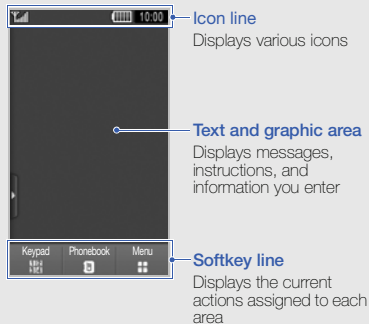 10:00
Icon line
Displays various icons
Text and graphic area
Displays messages,
instructions, and
information you enter
Keypad Phonebook Menu
Softkey line
Displays the current
actions assigned to each
area